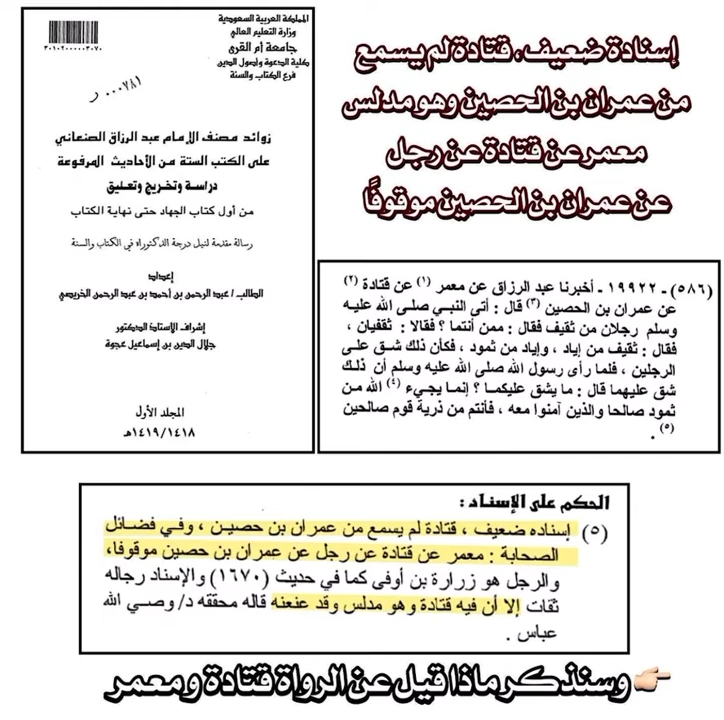 المملكة العربية السعودية
وزارة التعليم العالي
جامعة أم القرى
كلية الدعوة وأصول الدين
فرع الكتاب والسنة
٣٠١٠٢٠٠٠٠٠٣٠٧٠
٠٠٠٧٨١
زوائد مصنف الإمام عبد الرزاق الصنعاني
على الكتب الستة من الأحاديث المرفوعة
دراسة وتخريج وتعليق
من أول كتاب الجهاد حتى نهاية الكتاب
رسالة مقدمة لنيل درجة الدكتوراه في الكتاب والسنة
إعداد
الطالب / عبد الرحمن بن أحمد بن عبد الرحمن الخريصي
إشراف الأستاذ الدكتور
جلال الدين بن إسماعيل عجوة
المجلد الأول
١٤١٩/١٤١٨هـ
إسنادة ضعيف ، قتادة لم يسمع
من عمران بن الحصين وهو مدلس
معمر عن قتادة عن رجل
عن عمران بن الحصين موقوفًا
(٥٨٦) - ١٩٩٢٢ - أخبرنا عبد الرزاق عن معمر (١) عن قتادة (٢)
عن عمران بن الحصين (٣) قال : أتى النبي صلى الله عليه
وسلم رجلان من ثقيف فقال : ممن أنتما ؟ فقالا : ثقفيان ،
فقال : ثقيف من إياد ، وإياد من ثمود ، فكأن ذلك شق على
الرجلين ، فلما رأى رسول الله صلى الله عليه وسلم أن ذلك
شق عليهما قال : ما يشق عليكما ؟ إنما يجيء (٤) الله من
ثمود صالحا والذين آمنوا معه ، فأنتم من ذرية قوم صالحين
(٥) .
الحكم على الإسناد :
(٥) إسناده ضعيف ، قتادة لم يسمع من عمران بن حصين ، وفي فضائل
الصحابة : معمر عن قتادة عن رجل عن عمران بن حصين موقوفا،
والرجل هو زرارة بن أوفى كما في حديث (١٦٧٠) والإسناد رجاله
ثقات إلا أن فيه قتادة وهو مدلس وقد عنعنه قاله محققه د/ وصي الله
عباس .
وسنذكر ماذا قيل عن الرواة قتادة ومعمر